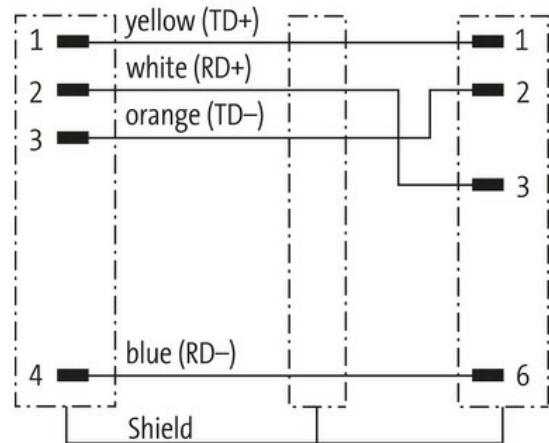 1 yellow (TD+) 1
2 white (RD+) 2
3 orange (TD–)
3
4 blue (RD–) 6
Shield